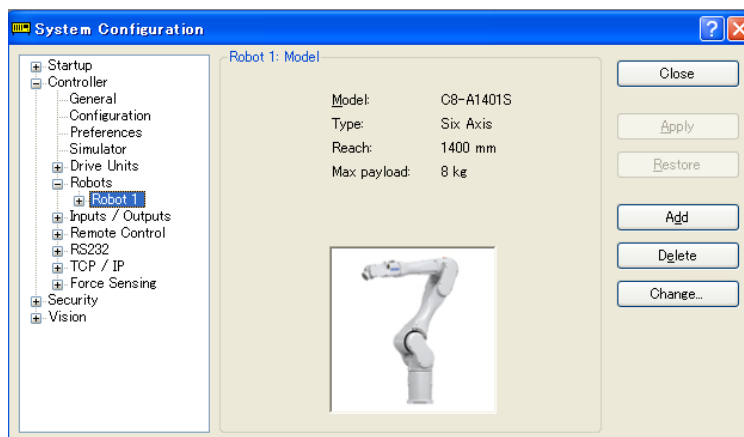 System Configuration
Startup
Controller
General
Configuration
Preferences
Simulator
Drive Units
Robots
Robot 1
Inputs / Outputs
Remote Control
RS232
TCP / IP
Force Sensing
Security
Vision
Robot 1: Model
Model: C8-A1401S
Type: Six Axis
Reach: 1400 mm
Max payload: 8 kg
Close
Apply
Restore
Add
Delete
Change...